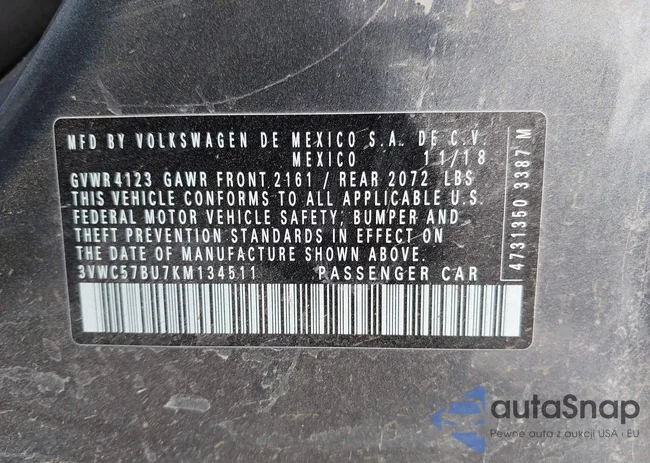 MFD BY VOLKSWAGEN DE MEXICO S.A. DE C.V.
MEXICO 11/18
GVWR 4123 GAWR FRONT 2161 / REAR 2072 LBS
THIS VEHICLE CONFORMS TO ALL APPLICABLE U.S.
FEDERAL MOTOR VEHICLE SAFETY, BUMPER AND
THEFT PREVENTION STANDARDS IN EFFECT ON
THE DATE OF MANUFACTURE SHOWN ABOVE.
3VWC57BU7KM134511 PASSENGER CAR
4731350 3387 M
autoSnap
Pewne auta z aukcji USA i EU